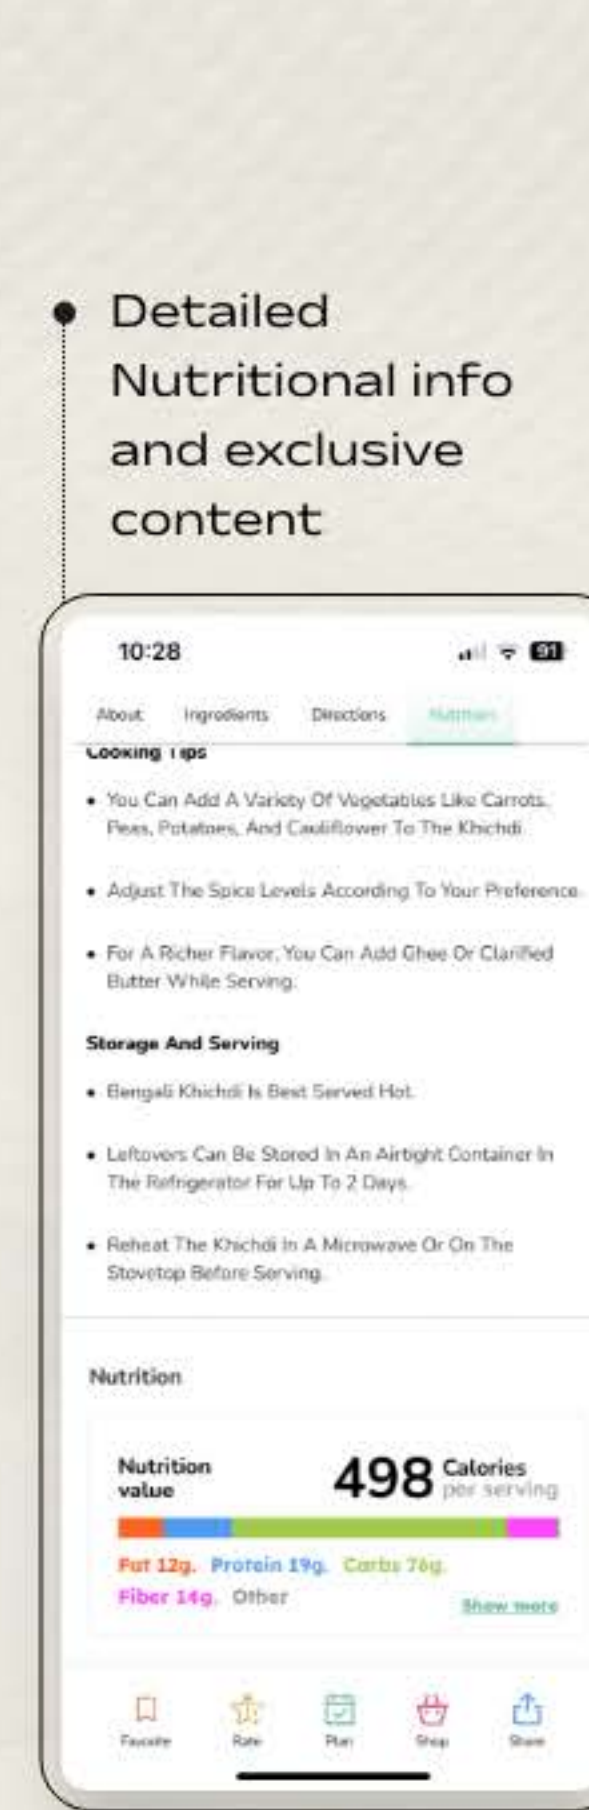 Detailed
Nutritional info
and exclusive
content
10:28
91
About Ingredients Directions Nutrition
Cooking Tips
• You Can Add A Variety Of Vegetables Like Carrots,
Peas, Potatoes, And Cauliflower To The Khichdi.
• Adjust The Spice Levels According To Your Preference.
• For A Richer Flavor, You Can Add Ghee Or Clarified
Butter While Serving.
Storage And Serving
• Bengali Khichdi Is Best Served Hot.
• Leftovers Can Be Stored In An Airtight Container In
The Refrigerator For Up To 2 Days.
• Reheat The Khichdi In A Microwave Or On The
Stovetop Before Serving.
Nutrition
Nutrition
value
498 Calories
per serving
Fat 12g. Protein 19g. Carbs 76g.
Fiber 14g. Other
Show more
Favorite Rate Plan Shop Share